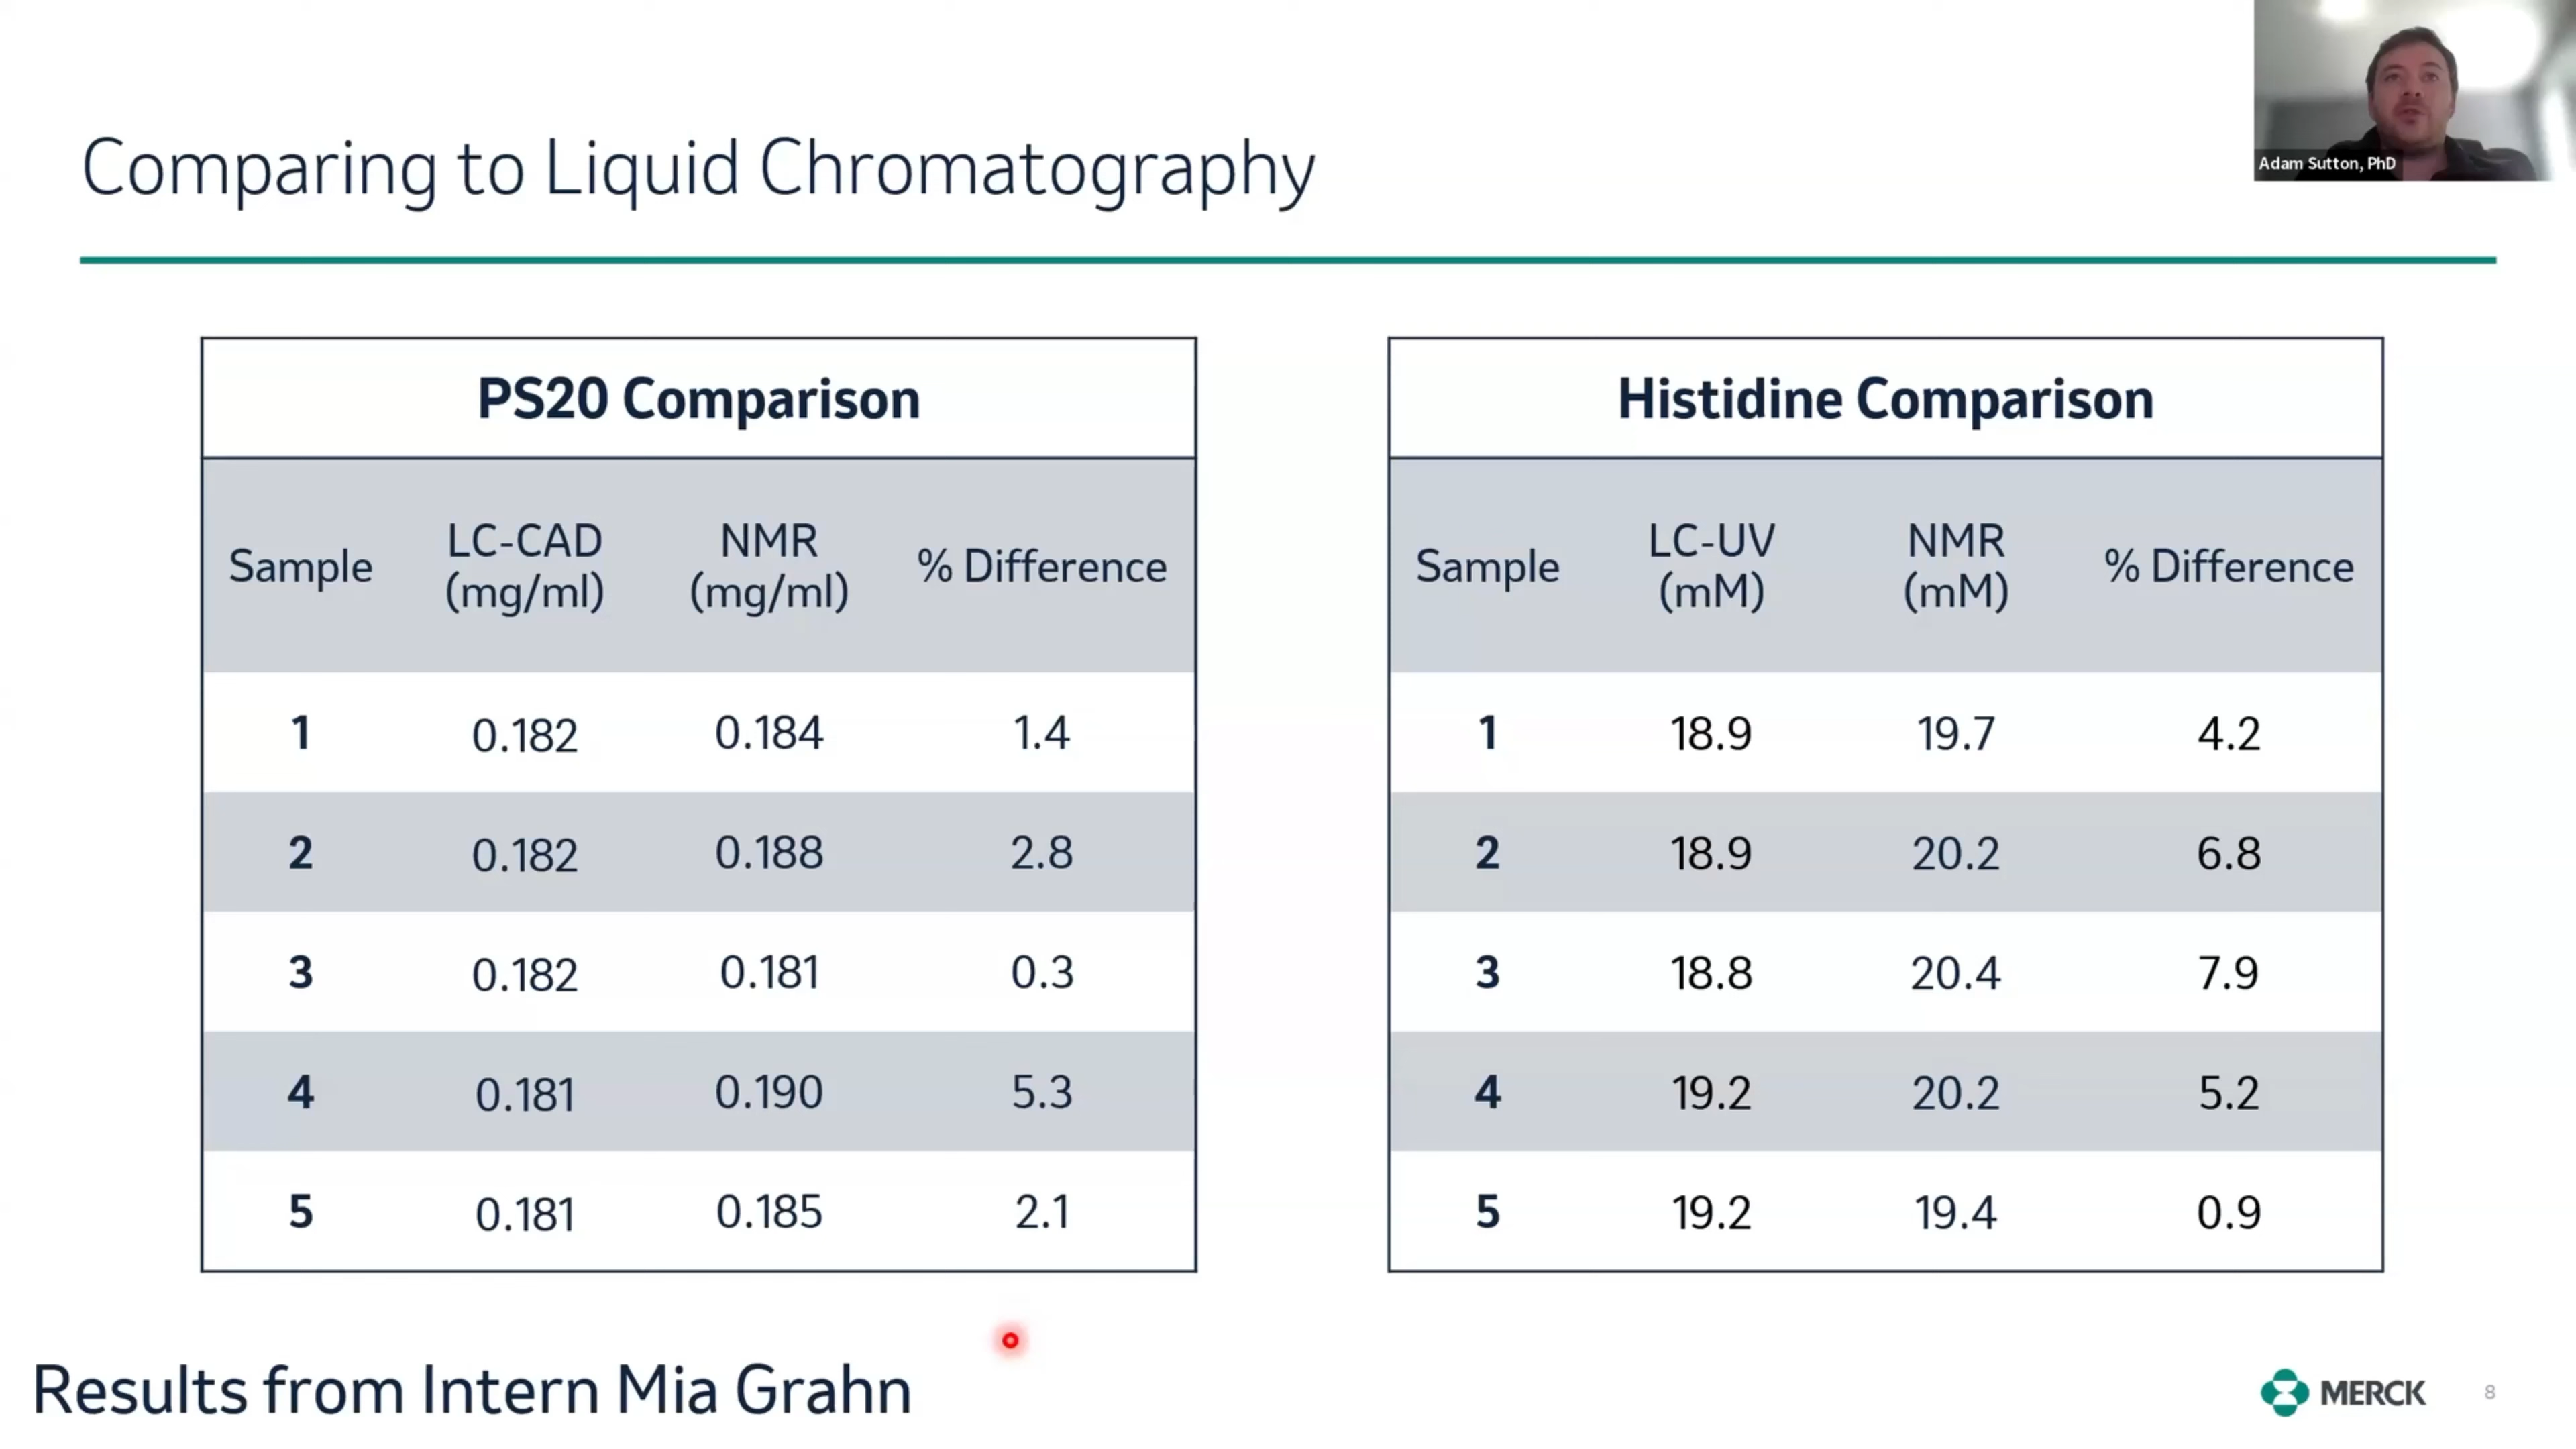 Adam Sutton, PhD
Comparing to Liquid Chromatography
PS20 Comparison
Sample LC-CAD (mg/ml) NMR (mg/ml) % Difference
1 0.182 0.184 1.4
2 0.182 0.188 2.8
3 0.182 0.181 0.3
4 0.181 0.190 5.3
5 0.181 0.185 2.1
Histidine Comparison
Sample LC-UV (mM) NMR (mM) % Difference
1 18.9 19.7 4.2
2 18.9 20.2 6.8
3 18.8 20.4 7.9
4 19.2 20.2 5.2
5 19.2 19.4 0.9
Results from Intern Mia Grahn
MERCK
8